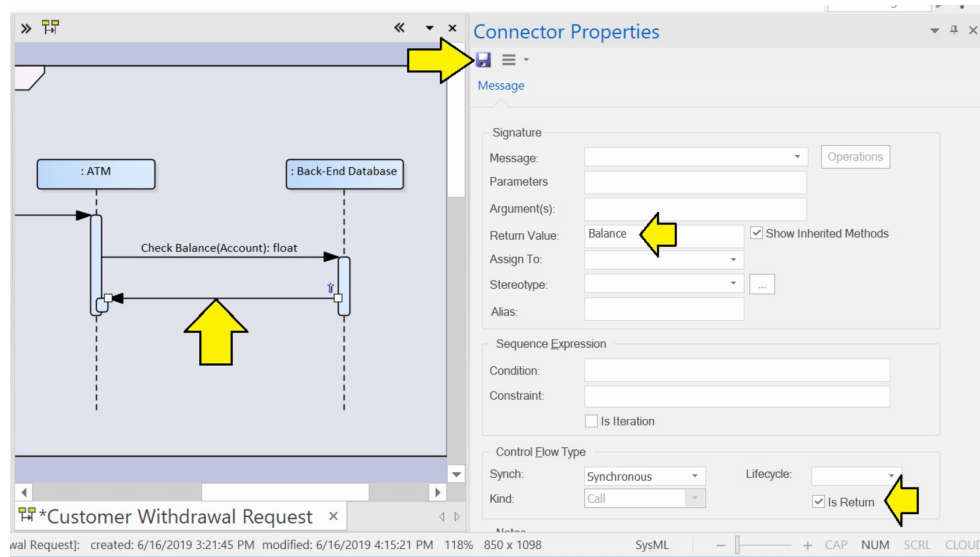 Connector Properties
Message
Signature
Message:
Operations
Parameters
Argument(s):
Return Value:
Balance
Show Inherited Methods
Assign To:
Stereotype:
...
Alias:
Sequence Expression
Condition:
Constraint:
Is Iteration
Control Flow Type
Synch:
Synchronous
Lifecycle:
Kind:
Call
Is Return
Notes
: ATM
: Back-End Database
Check Balance(Account): float
*Customer Withdrawal Request
wal Request]: created: 6/16/2019 3:21:45 PM modified: 6/16/2019 4:15:21 PM 118% 850 x 1098 SysML CAP NUM SCRL CLOU